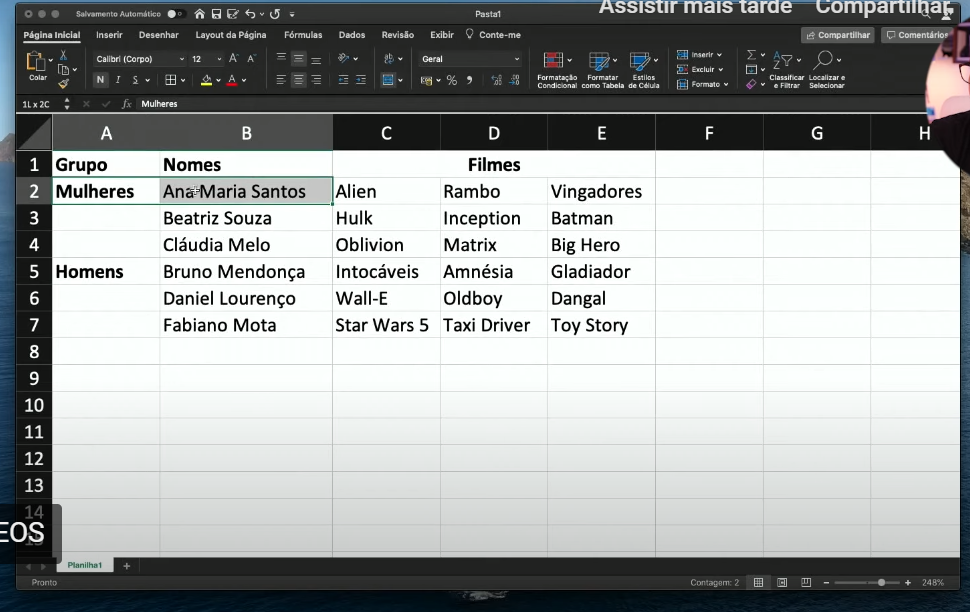 Assistir mais tarde Compartilhar
Salvamento Automático Pasta1
Página Inicial Inserir Desenhar Layout da Página Fórmulas Dados Revisão Exibir Conte-me Compartilhar Comentários
Colar Calibri (Corpo) 12 A A Geral Inserir
N I S A % Formatação Condicional Formatar como Tabela Estilos de Célula Excluir Formato Classificar e Filtrar Localizar e Selecionar
1L x 2C fx Mulheres
A B C D E F G H
1 Grupo Nomes Filmes
2 Mulheres Ana Maria Santos Alien Rambo Vingadores
3 Beatriz Souza Hulk Inception Batman
4 Cláudia Melo Oblivion Matrix Big Hero
5 Homens Bruno Mendonça Intocáveis Amnésia Gladiador
6 Daniel Lourenço Wall-E Oldboy Dangal
7 Fabiano Mota Star Wars 5 Taxi Driver Toy Story
8
9
10
11
12
13
14
EOS
Planilha1 +
Pronto Contagem: 2 248%